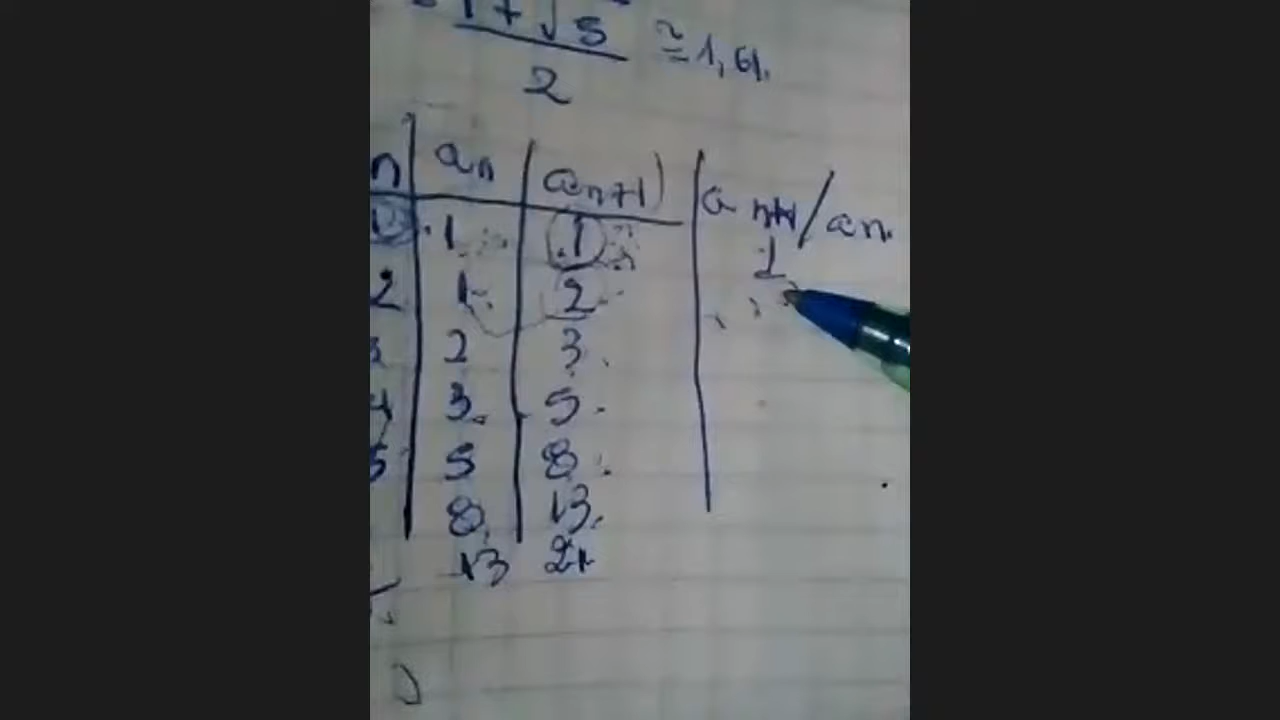 1+√5
≅ 1,61.
2
n | an | an+1) | a n+1/an.
1 | 1 | 1 | 1
2 | 1 | 2
3 | 2 | 3
4 | 3 | 5
5 | 5 | 8
8 | 13
13 | 21